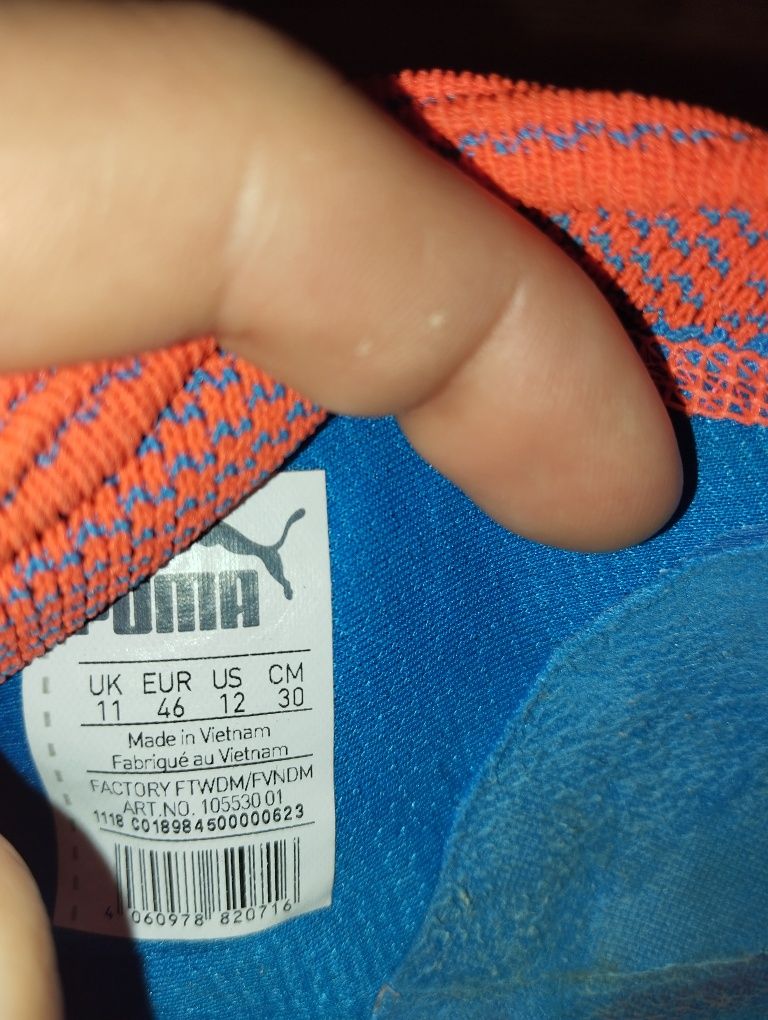 PUMA
UK EUR US CM
11 46 12 30
Made in Vietnam
Fabriqué au Vietnam
FACTORY FTWDM/FVNDM
ART.NO. 105530 01
1118 C018984500000623
4 060978 820716